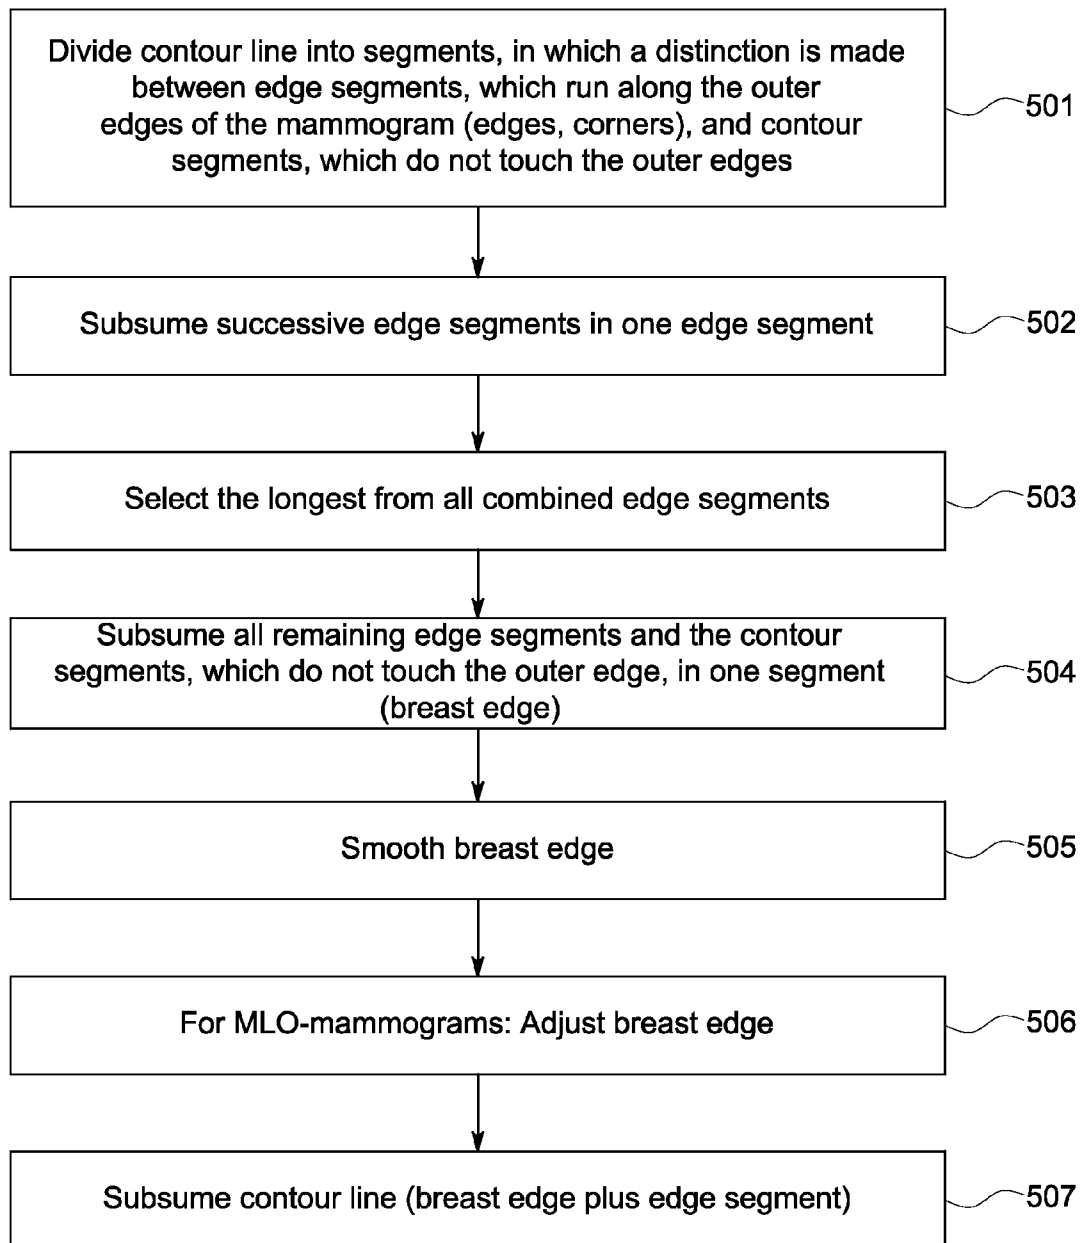 Divide contour line into segments, in which a distinction is made
between edge segments, which run along the outer
edges of the mammogram (edges, corners), and contour
segments, which do not touch the outer edges
501
Subsume successive edge segments in one edge segment
502
Select the longest from all combined edge segments
503
Subsume all remaining edge segments and the contour
segments, which do not touch the outer edge, in one segment
(breast edge)
504
Smooth breast edge
505
For MLO-mammograms: Adjust breast edge
506
Subsume contour line (breast edge plus edge segment)
507